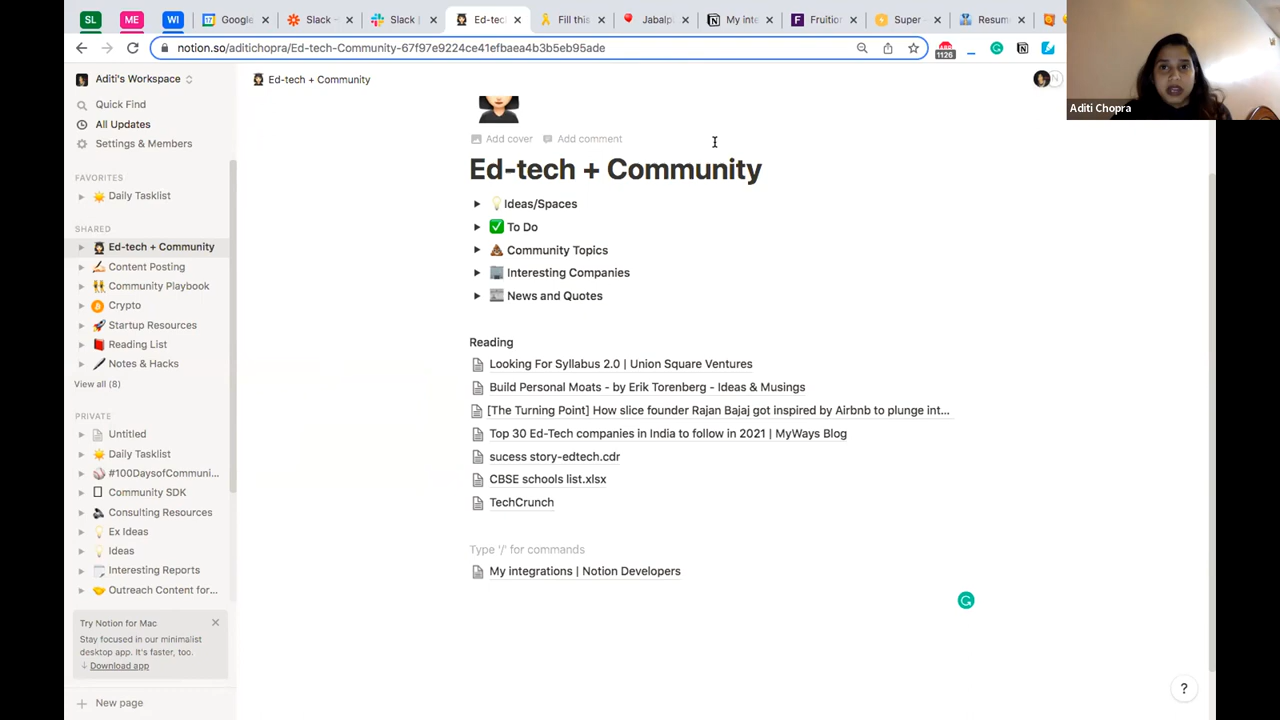 SL
ME
WI
Google
Slack -
Slack |
Ed-tec
Fill this
Jabalp
My inte
Fruition
Super -
Resum
notion.so/aditichopra/Ed-tech-Community-67f97e9224ce41efbaea4b3b5eb95ade
1126
Aditi's Workspace
Ed-tech + Community
Aditi Chopra
Quick Find
All Updates
Settings & Members
FAVORITES
Daily Tasklist
SHARED
Ed-tech + Community
Content Posting
Community Playbook
Crypto
Startup Resources
Reading List
Notes & Hacks
View all (8)
PRIVATE
Untitled
Daily Tasklist
#100DaysofCommuni...
Community SDK
Consulting Resources
Ex Ideas
Ideas
Interesting Reports
Outreach Content for...
Try Notion for Mac
Stay focused in our minimalist
desktop app. It's faster, too.
Download app
New page
Add cover
Add comment
Ed-tech + Community
Ideas/Spaces
To Do
Community Topics
Interesting Companies
News and Quotes
Reading
Looking For Syllabus 2.0 | Union Square Ventures
Build Personal Moats - by Erik Torenberg - Ideas & Musings
[The Turning Point] How slice founder Rajan Bajaj got inspired by Airbnb to plunge int...
Top 30 Ed-Tech companies in India to follow in 2021 | MyWays Blog
sucess story-edtech.cdr
CBSE schools list.xlsx
TechCrunch
Type '/' for commands
My integrations | Notion Developers
?